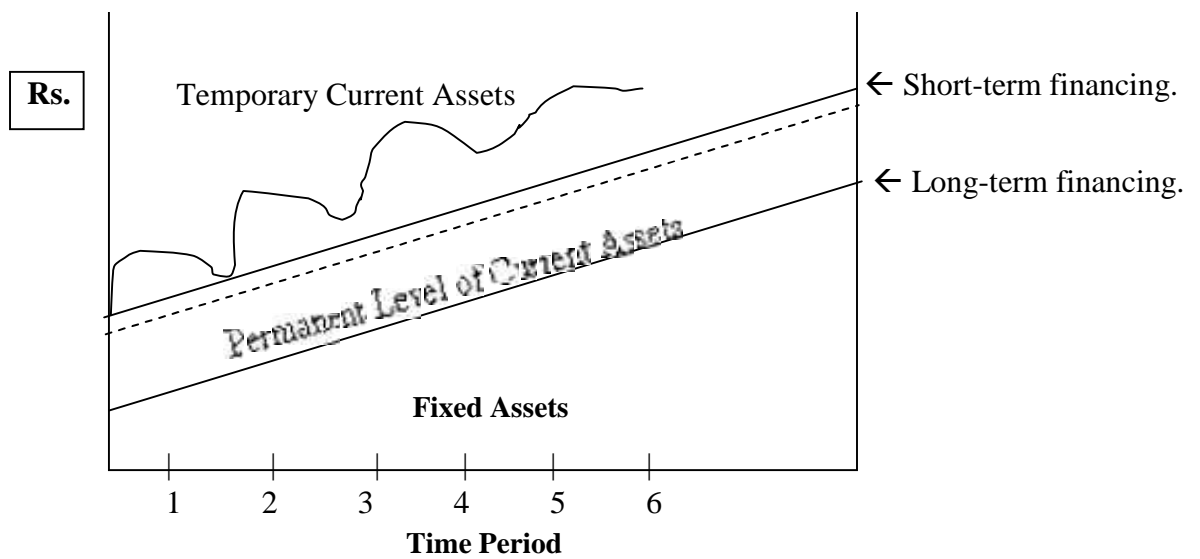 Rs.
Temporary Current Assets
← Short-term financing.
← Long-term financing.
Permanent Level of Current Assets
Fixed Assets
1 2 3 4 5 6
Time Period